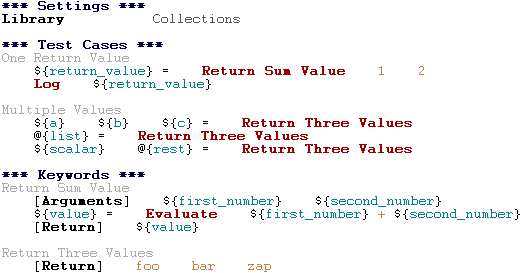 *** Settings ***
Library             Collections

*** Test Cases ***
One Return Value
    ${return_value} =    Return Sum Value    1    2
    Log    ${return_value}

Multiple Values
    ${a}    ${b}    ${c} =    Return Three Values
    @{list} =    Return Three Values
    ${scalar}    @{rest} =    Return Three Values

*** Keywords ***
Return Sum Value
    [Arguments]    ${first_number}    ${second_number}
    ${value} =    Evaluate    ${first_number} + ${second_number}
    [Return]    ${value}

Return Three Values
    [Return]    foo    bar    zap